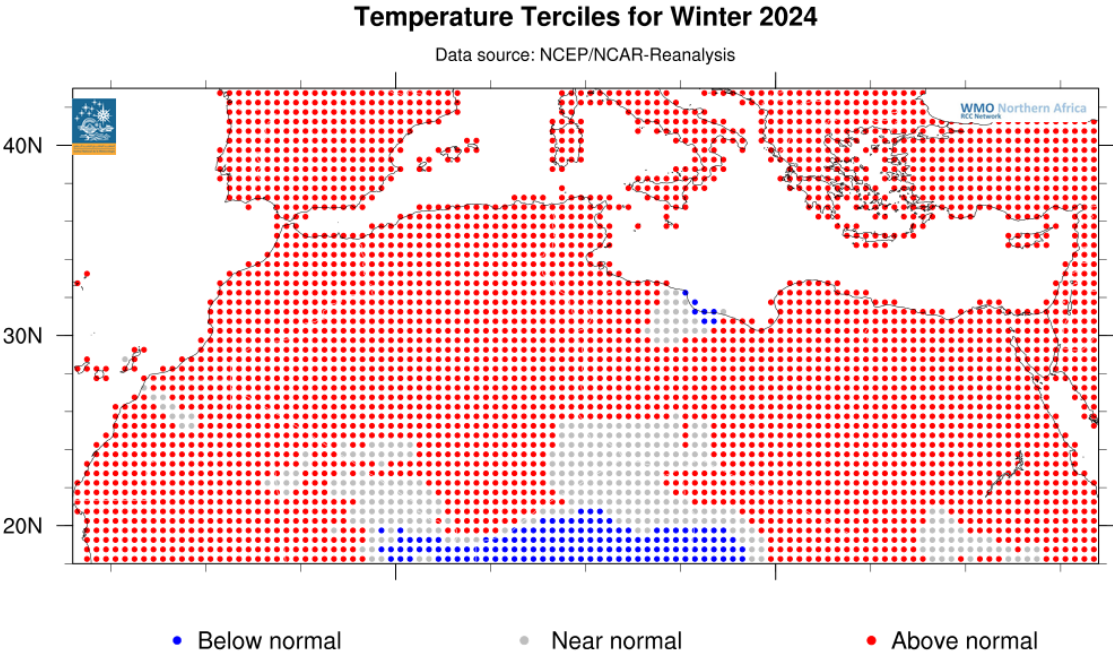 Temperature Terciles for Winter 2024
Data source: NCEP/NCAR-Reanalysis
WMO Northern Africa
RCC Network
40N
30N
20N
Below normal
Near normal
Above normal